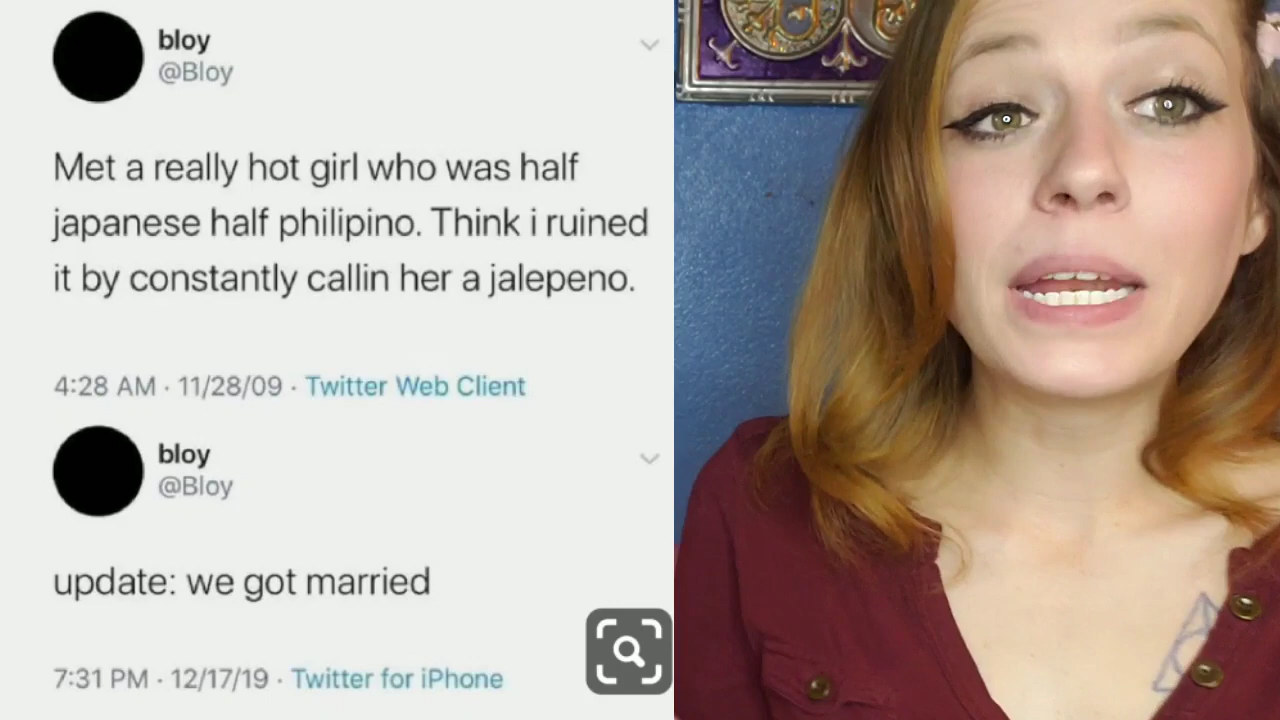 bloy
@Bloy
Met a really hot girl who was half
japanese half philipino. Think i ruined
it by constantly callin her a jalepeno.
4:28 AM · 11/28/09 · Twitter Web Client
bloy
@Bloy
update: we got married
7:31 PM · 12/17/19 · Twitter for iPhone